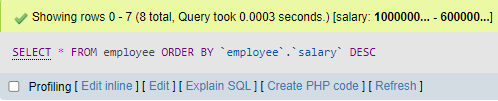 Showing rows 0 - 7 (8 total, Query took 0.0003 seconds.) [salary: 1000000... - 600000...]
SELECT * FROM employee ORDER BY `employee`.`salary` DESC
Profiling [ Edit inline ] [ Edit ] [ Explain SQL ] [ Create PHP code ] [ Refresh ]